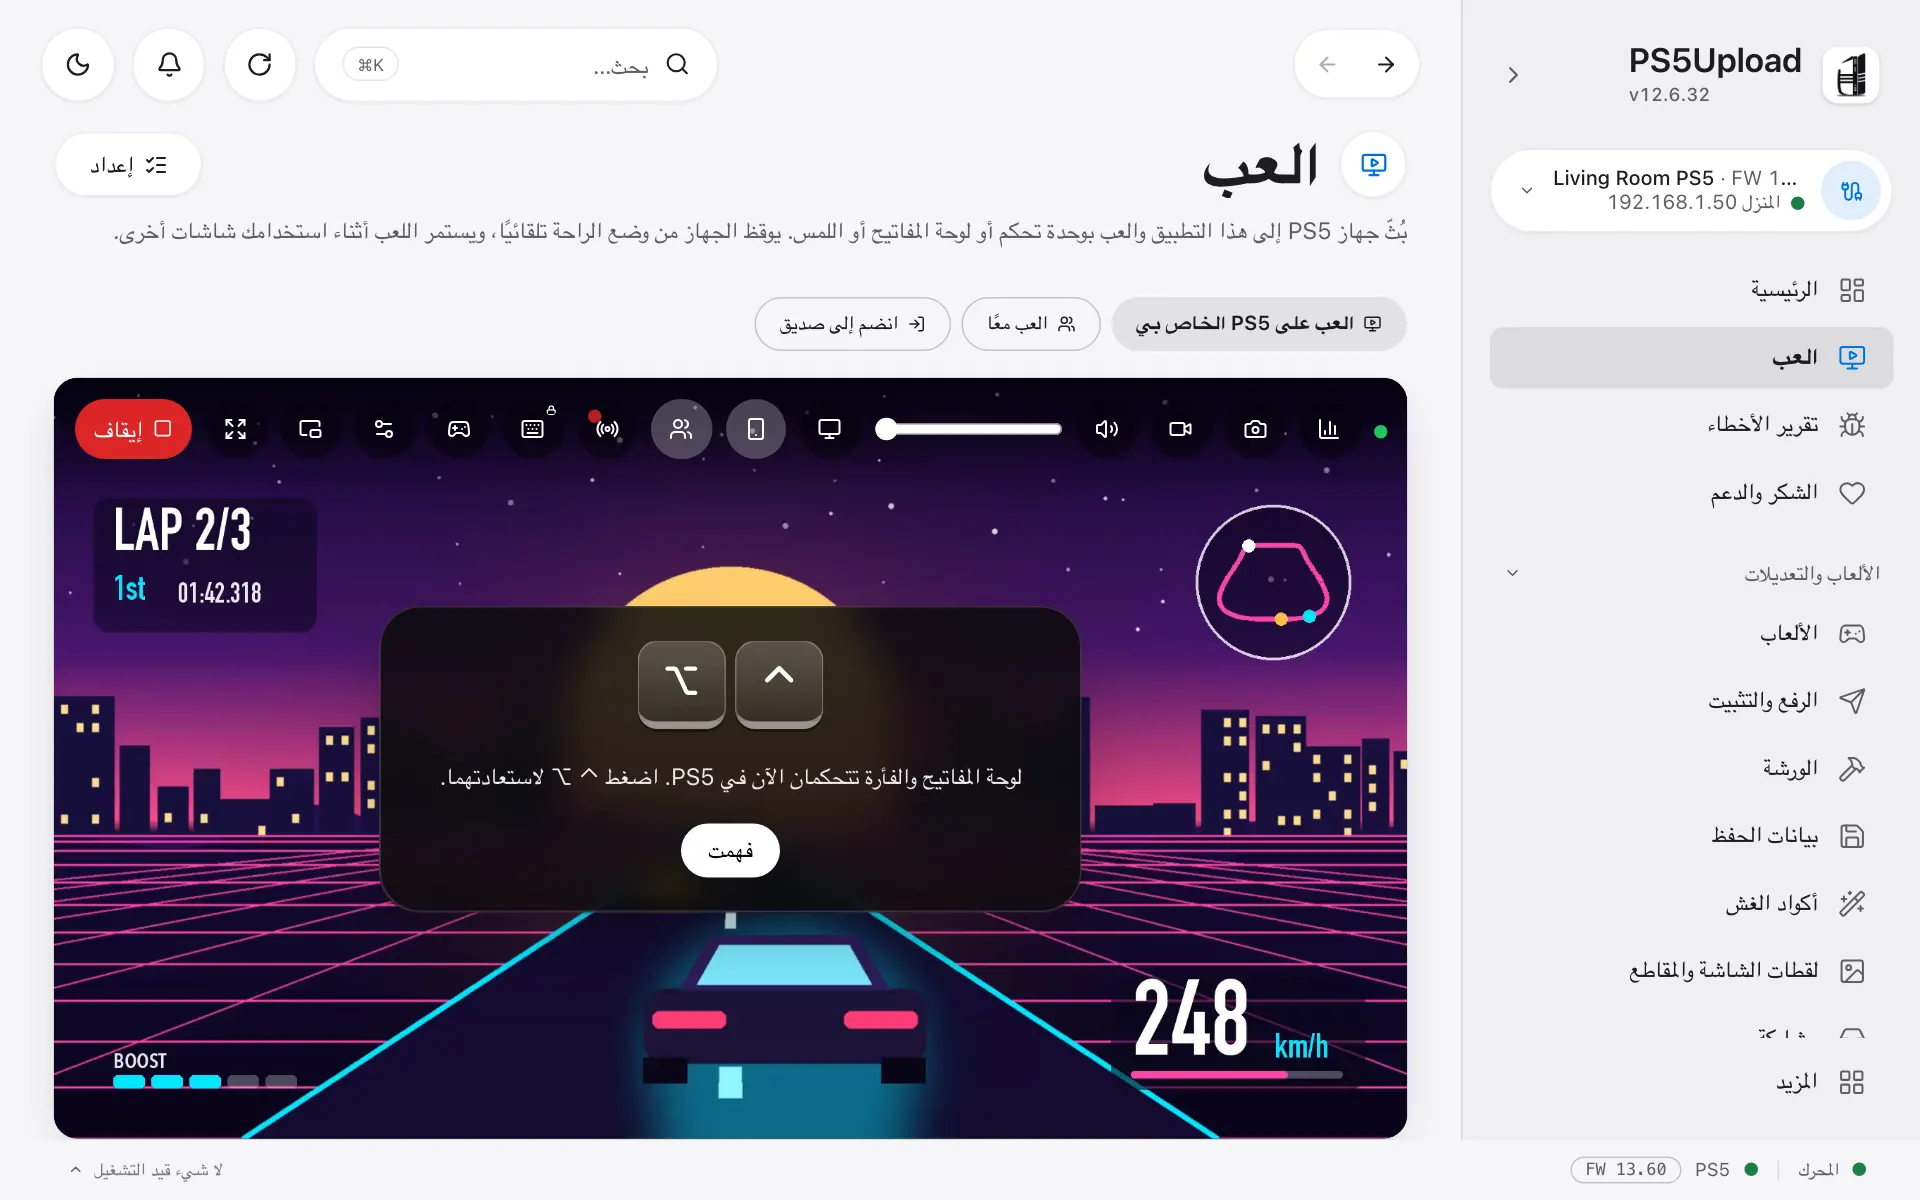 PS5Upload
v12.6.32
Living Room PS5 · FW 1...
المنزل 192.168.1.50
الرئيسية
العب
تقرير الأخطاء
الشكر والدعم
الألعاب والتعديلات
الألعاب
الرفع والتثبيت
الورشة
بيانات الحفظ
أكواد الغش
لقطات الشاشة والمقاطع
المزيد
بحث...
⌘K
العب
إعداد
بُثّ جهاز PS5 إلى هذا التطبيق والعب بوحدة تحكم أو لوحة المفاتيح أو اللمس. يوقظ الجهاز من وضع الراحة تلقائيًا، ويستمر اللعب أثناء استخدامك شاشات أخرى.
العب على PS5 الخاص بي
العب معًا
انضم إلى صديق
إيقاف
LAP 2/3
1st 01:42.318
⌃ ⌥
لوحة المفاتيح والفأرة تتحكمان الآن في PS5. اضغط ⌃ ⌥ لاستعادتهما.
فهمت
248 km/h
BOOST
المحرك
PS5
FW 13.60
لا شيء قيد التشغيل